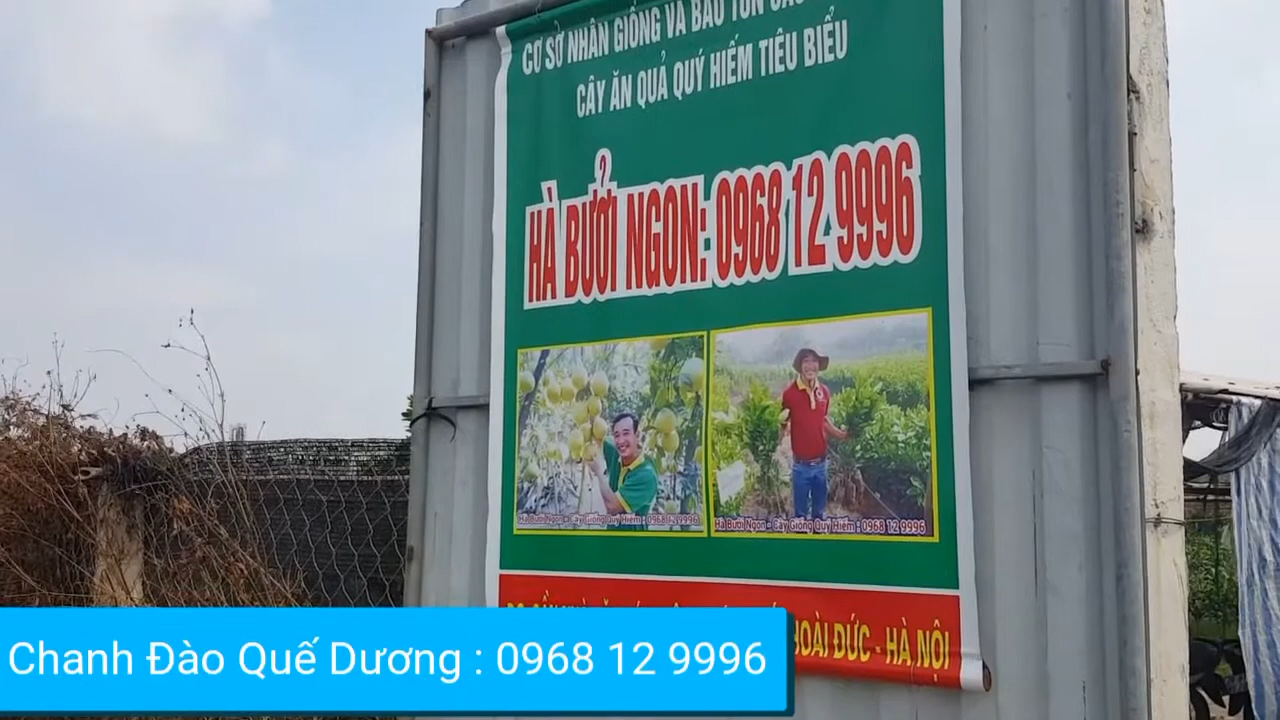 CƠ SỞ NHÂN GIỐNG VÀ BẢO TỒN
CÂY ĂN QUẢ QUÝ HIẾM TIÊU BIỂU
HÀ BƯỞI NGON: 0968 12 9996
Hà Bưởi Ngon - Cây Giống Quý Hiếm : 0968 12 9996
Hà Bưởi Ngon - Cây Giống Quý Hiếm : 0968 12 9996
HOÀI ĐỨC - HÀ NỘI
Chanh Đào Quế Dương : 0968 12 9996